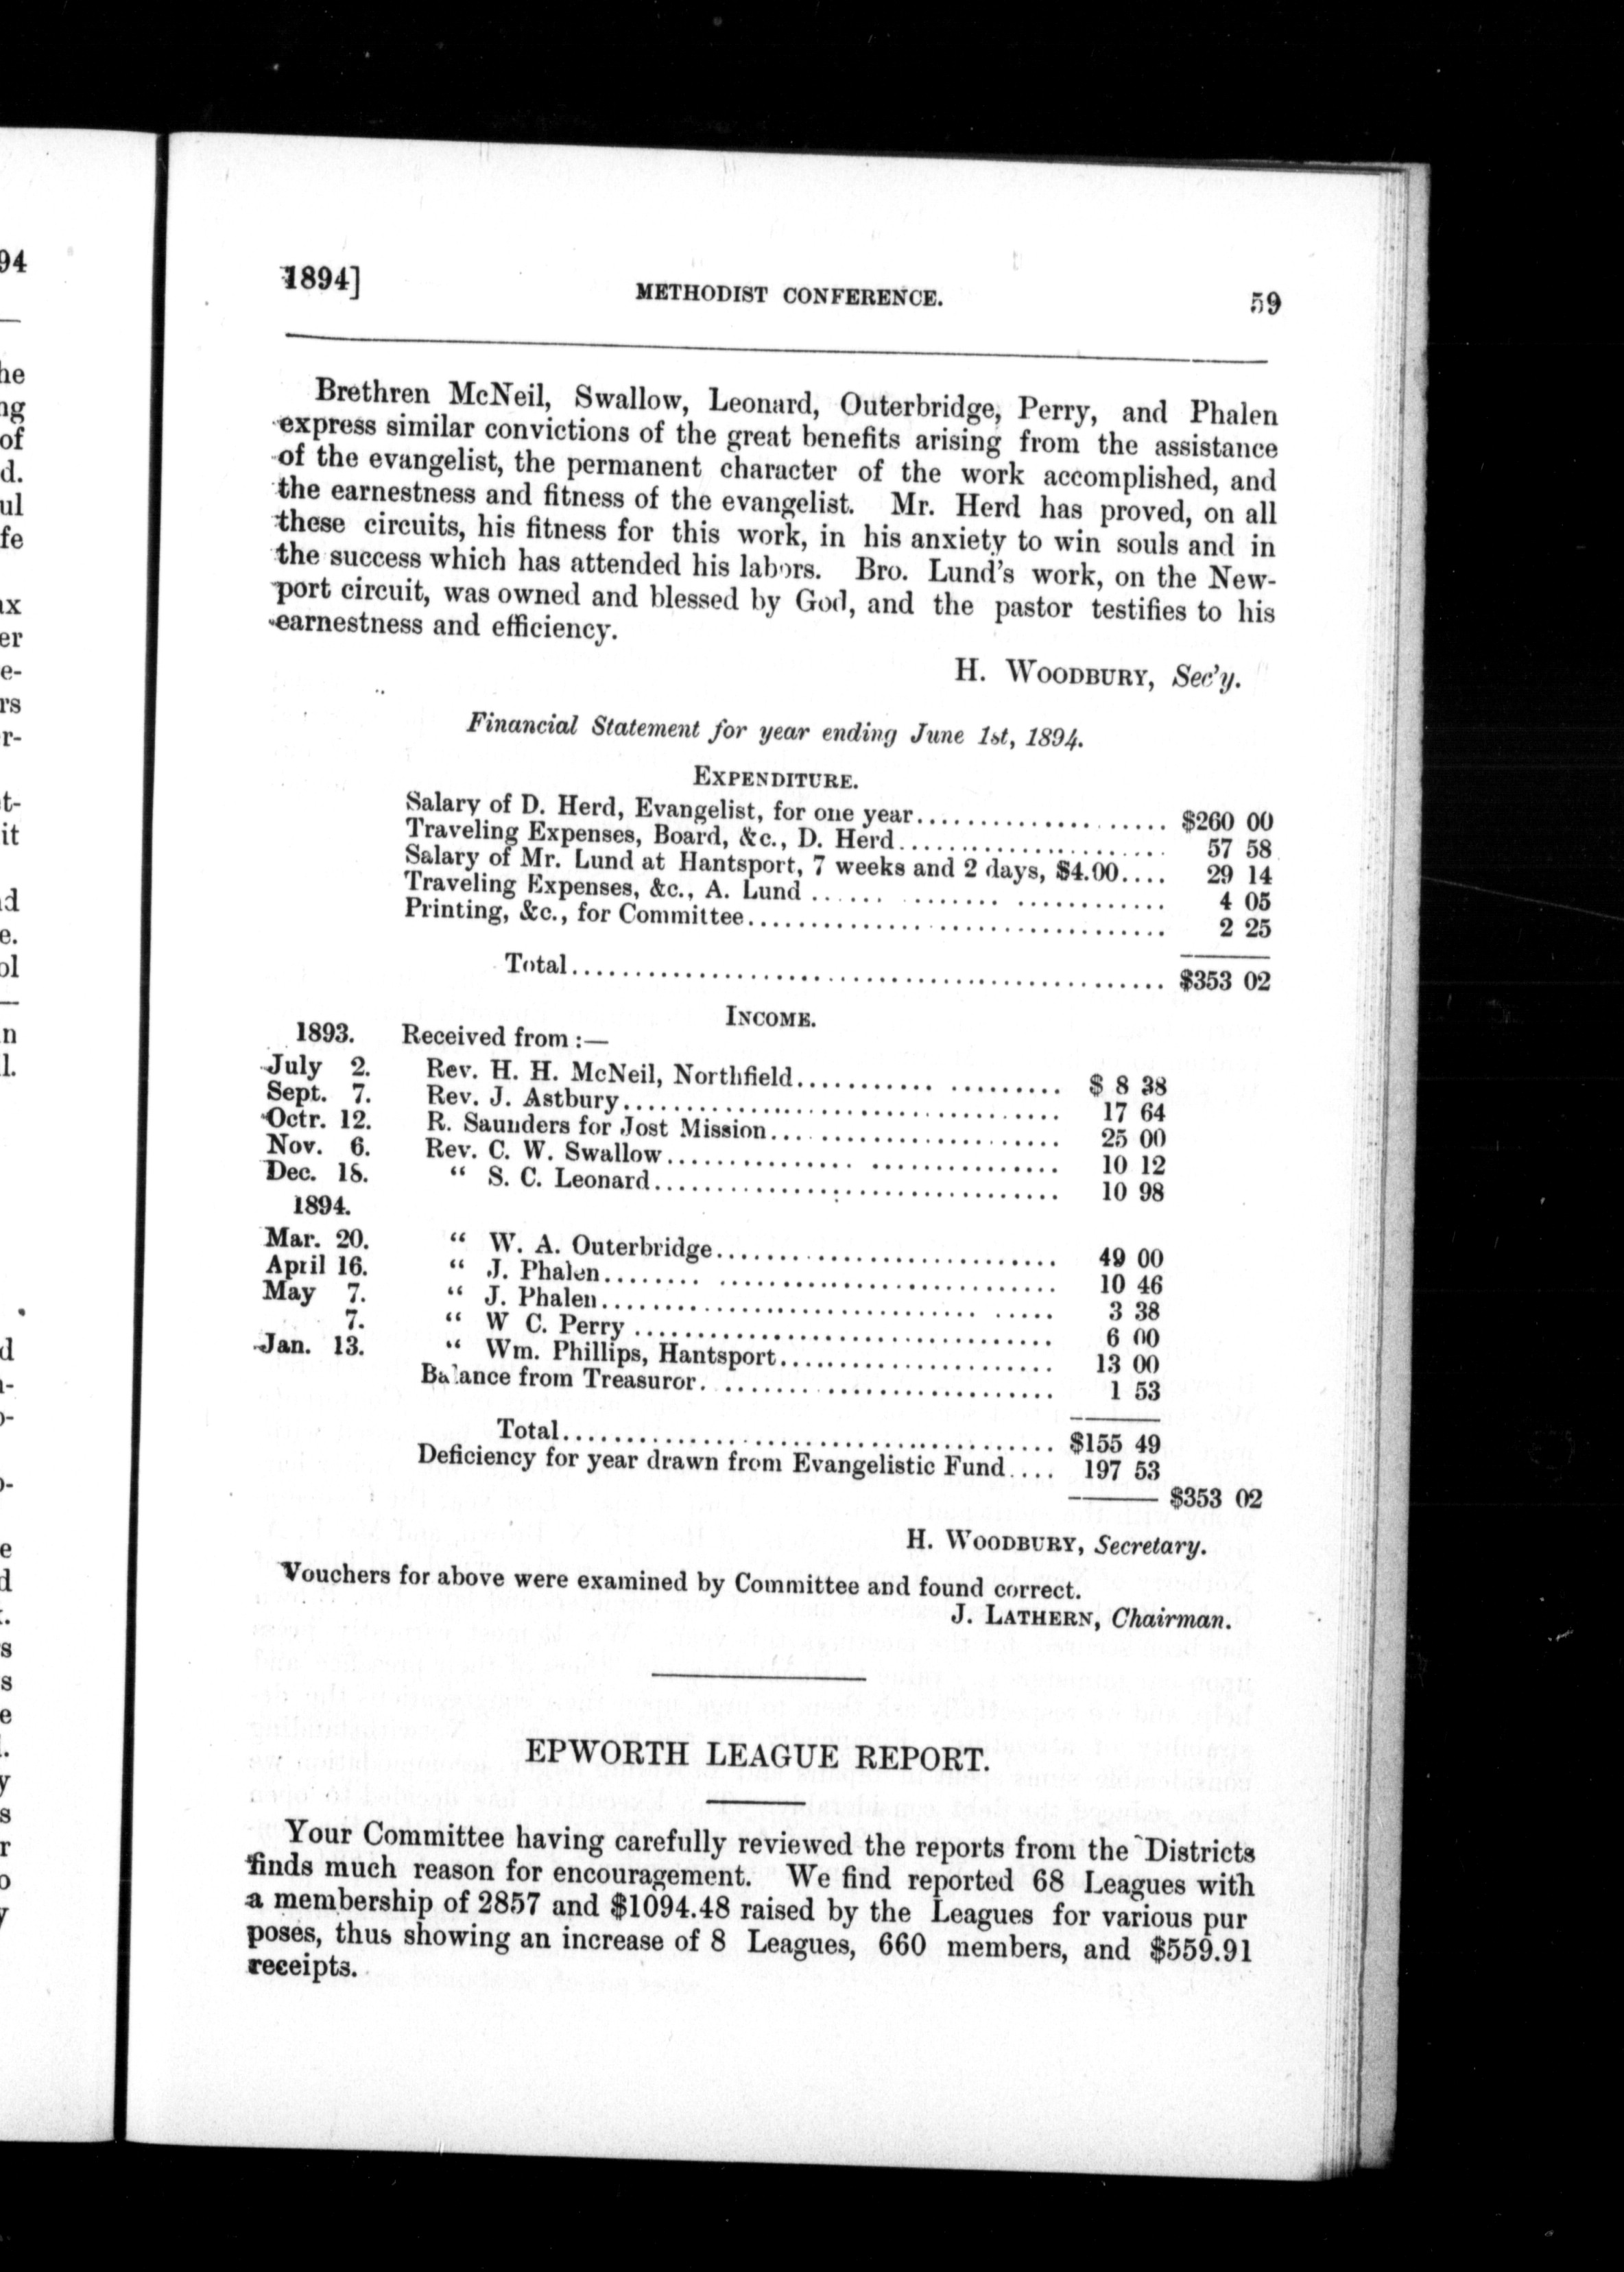 1894] METHODIST CONFERENCE. 59
Brethren McNeil, Swallow, Leonard, Outerbridge, Perry, and Phalen
express similar convictions of the great benefits arising from the assistance
of the evangelist, the permanent character of the work accomplished, and
the earnestness and fitness of the evangelist. Mr. Herd has proved, on all
these circuits, his fitness for this work, in his anxiety to win souls and in
the success which has attended his labors. Bro. Lund's work, on the New-
port circuit, was owned and blessed by God, and the pastor testifies to his
earnestness and efficiency.
H. WOODBURY, Sec'y.
Financial Statement for year ending June 1st, 1894.
EXPENDITURE.
Salary of D. Herd, Evangelist, for one year.................... $260 00
Traveling Expenses, Board, &c., D. Herd...................... 57 58
Salary of Mr. Lund at Hantsport, 7 weeks and 2 days, $4.00.... 29 14
Traveling Expenses, &c., A. Lund ............................ 4 05
Printing, &c., for Committee................................. 2 25
Total............................................... $353 02
INCOME.
1893. Received from :—
July 2. Rev. H. H. McNeil, Northfield.................... $ 8 38
Sept. 7. Rev. J. Astbury.................................. 17 64
Octr. 12. R. Saunders for Jost Mission....................... 25 00
Nov. 6. Rev. C. W. Swallow.............................. 10 12
Dec. 18. " S. C. Leonard................................ 10 98
1894.
Mar. 20. " W. A. Outerbridge........................... 49 00
April 16. " J. Phalen................................... 10 46
May 7. " J. Phalen................................... 3 38
7. " W C. Perry ................................. 6 00
Jan. 13. " Wm. Phillips, Hantsport...................... 13 00
Balance from Treasuror............................ 1 53
Total....................................... $155 49
Deficiency for year drawn from Evangelistic Fund.... 197 53
——— $353 02
H. WOODBURY, Secretary.
Vouchers for above were examined by Committee and found correct.
J. LATHERN, Chairman.
EPWORTH LEAGUE REPORT.
Your Committee having carefully reviewed the reports from the Districts
finds much reason for encouragement. We find reported 68 Leagues with
a membership of 2857 and $1094.48 raised by the Leagues for various pur
poses, thus showing an increase of 8 Leagues, 660 members, and $559.91
receipts.